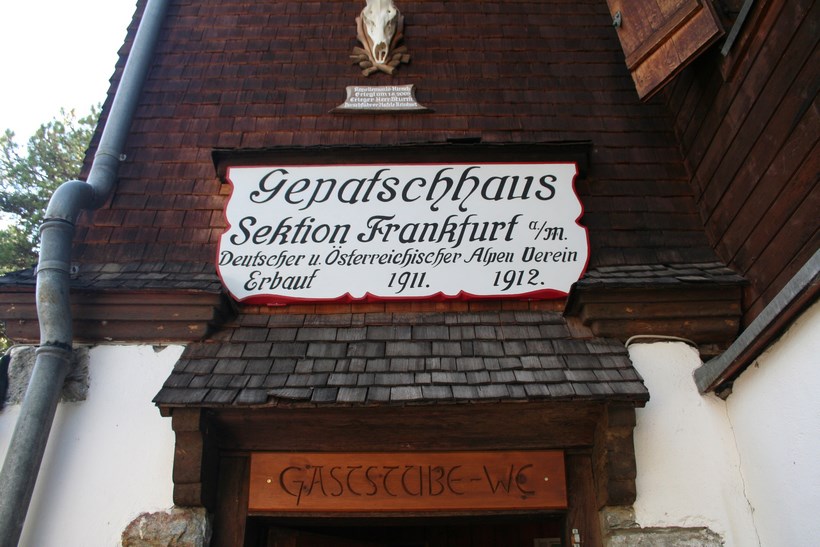 Gepatschhaus
Sektion Frankfurt a/m.
Deutscher u. Österreichischer Alpen Verein
Erbaut 1911. 1912.
GASTSTUBE-WC